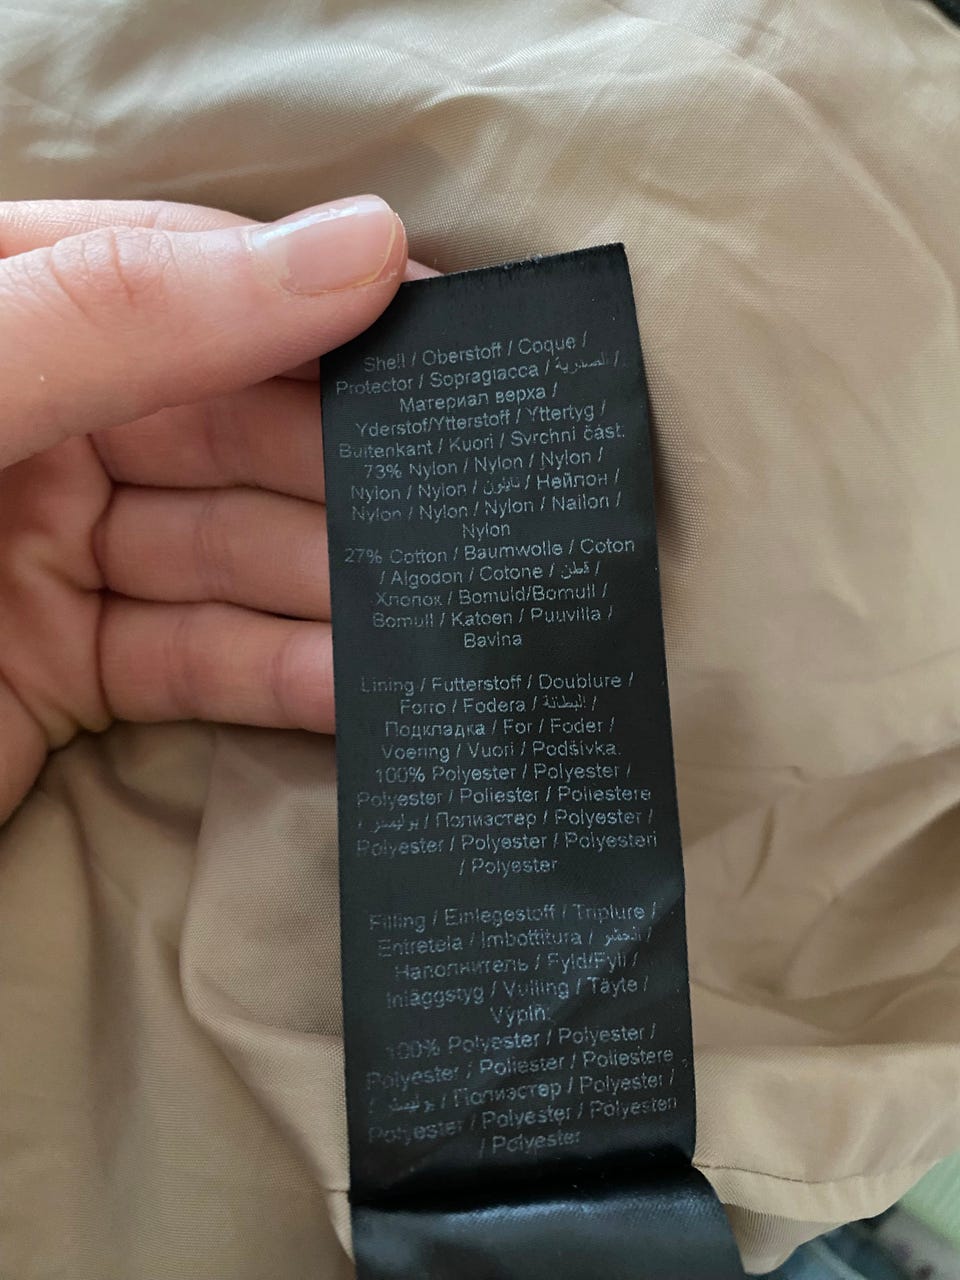 Shell / Oberstoff / Coque /
Protector / Sopragiacca / الصدرية /
Материал верха /
Yderstof/Ytterstoff / Yttertyg /
Buitenkant / Kuori / Svrchní část:
73% Nylon / Nylon / Nylon /
Nylon / Nylon / نايلون / Нейлон /
Nylon / Nylon / Nylon / Nailon /
Nylon
27% Cotton / Baumwolle / Coton
/ Algodon / Cotone / قطن /
Хлопок / Bomuld/Bomull /
Bomull / Katoen / Puuvilla /
Bavlna
Lining / Futterstoff / Doublure /
Forro / Fodera / البطانة /
Подкладка / For / Foder /
Voering / Vuori / Podšívka:
100% Polyester / Polyester /
Polyester / Poliester / Poliestere
/ بوليستر / Полиэстер / Polyester /
Polyester / Polyester / Polyesteri
/ Polyester
Filling / Einlegestoff / Triplure /
Entretela / Imbottitura / الحشو /
Наполнитель / Fyld/Fyll /
Inläggstyg / Vulling / Täyte /
Výplň:
100% Polyester / Polyester /
Polyester / Poliester / Poliestere
/ بوليستر / Полиэстер / Polyester /
Polyester / Polyester / Polyesteri
/ Polyester